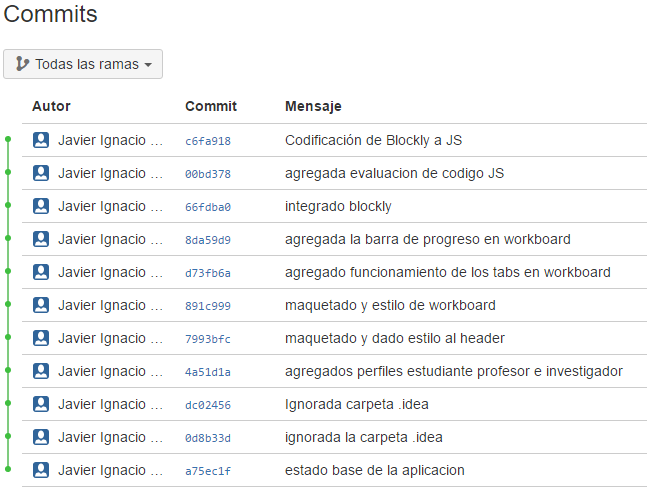 Commits
Todas las ramas
Autor Commit Mensaje
Javier Ignacio ... c6fa918 Codificación de Blockly a JS
Javier Ignacio ... 00bd378 agregada evaluacion de codigo JS
Javier Ignacio ... 66fdba0 integrado blockly
Javier Ignacio ... 8da59d9 agregada la barra de progreso en workboard
Javier Ignacio ... d73fb6a agregado funcionamiento de los tabs en workboard
Javier Ignacio ... 891c999 maquetado y estilo de workboard
Javier Ignacio ... 7993bfc maquetado y dado estilo al header
Javier Ignacio ... 4a51d1a agregados perfiles estudiante profesor e investigador
Javier Ignacio ... dc02456 Ignorada carpeta .idea
Javier Ignacio ... 0d8b33d ignorada la carpeta .idea
Javier Ignacio ... a75ec1f estado base de la aplicacion